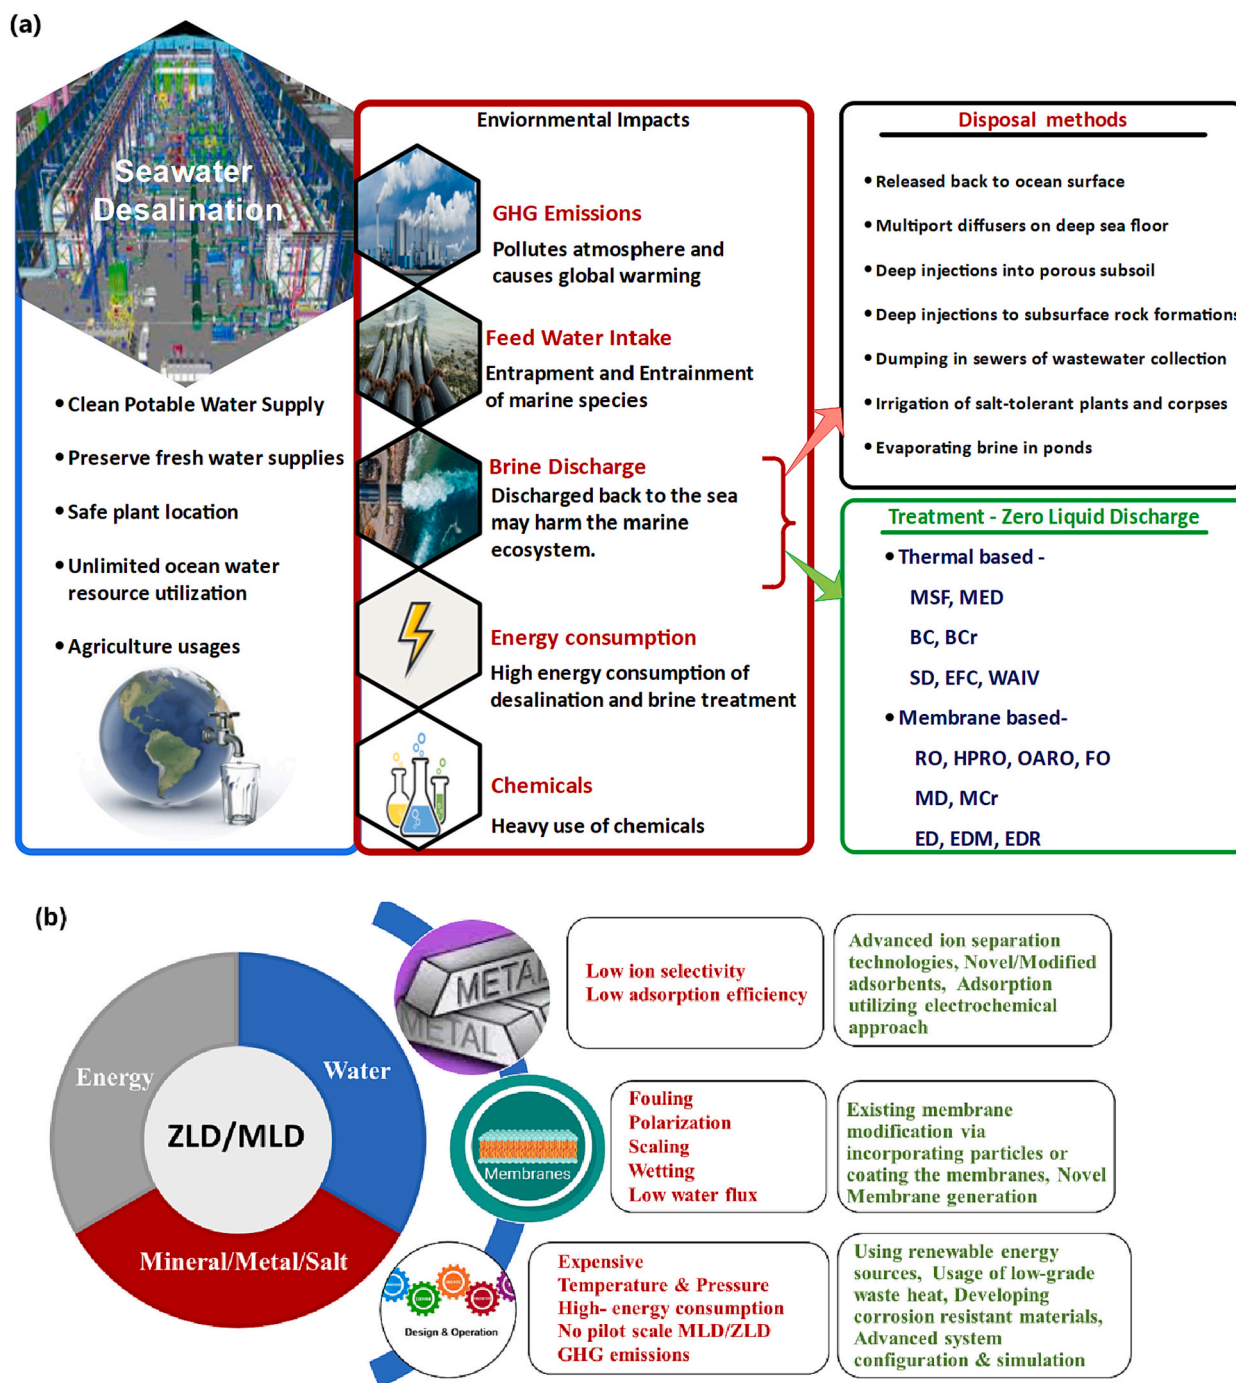 (a)
Seawater
Desalination
• Clean Potable Water Supply
• Preserve fresh water supplies
• Safe plant location
• Unlimited ocean water
resource utilization
• Agriculture usages
Enviornmental Impacts
GHG Emissions
Pollutes atmosphere and
causes global warming
Feed Water Intake
Entrapment and Entrainment
of marine species
Brine Discharge
Discharged back to the sea
may harm the marine
ecosystem.
Energy consumption
High energy consumption of
desalination and brine treatment
Chemicals
Heavy use of chemicals
Disposal methods
• Released back to ocean surface
• Multiport diffusers on deep sea floor
• Deep injections into porous subsoil
• Deep injections to subsurface rock formations
• Dumping in sewers of wastewater collection
• Irrigation of salt-tolerant plants and corpses
• Evaporating brine in ponds
Treatment - Zero Liquid Discharge
• Thermal based -
MSF, MED
BC, BCr
SD, EFC, WAIV
• Membrane based-
RO, HPRO, OARO, FO
MD, MCr
ED, EDM, EDR
(b)
Energy
Water
ZLD/MLD
Mineral/Metal/Salt
METAL
METAL
Low ion selectivity
Low adsorption efficiency
Advanced ion separation
technologies, Novel/Modified
adsorbents, Adsorption
utilizing electrochemical
approach
Membranes
Fouling
Polarization
Scaling
Wetting
Low water flux
Existing membrane
modification via
incorporating particles or
coating the membranes, Novel
Membrane generation
Design & Operation
Expensive
Temperature & Pressure
High- energy consumption
No pilot scale MLD/ZLD
GHG emissions
Using renewable energy
sources, Usage of low-grade
waste heat, Developing
corrosion resistant materials,
Advanced system
configuration & simulation